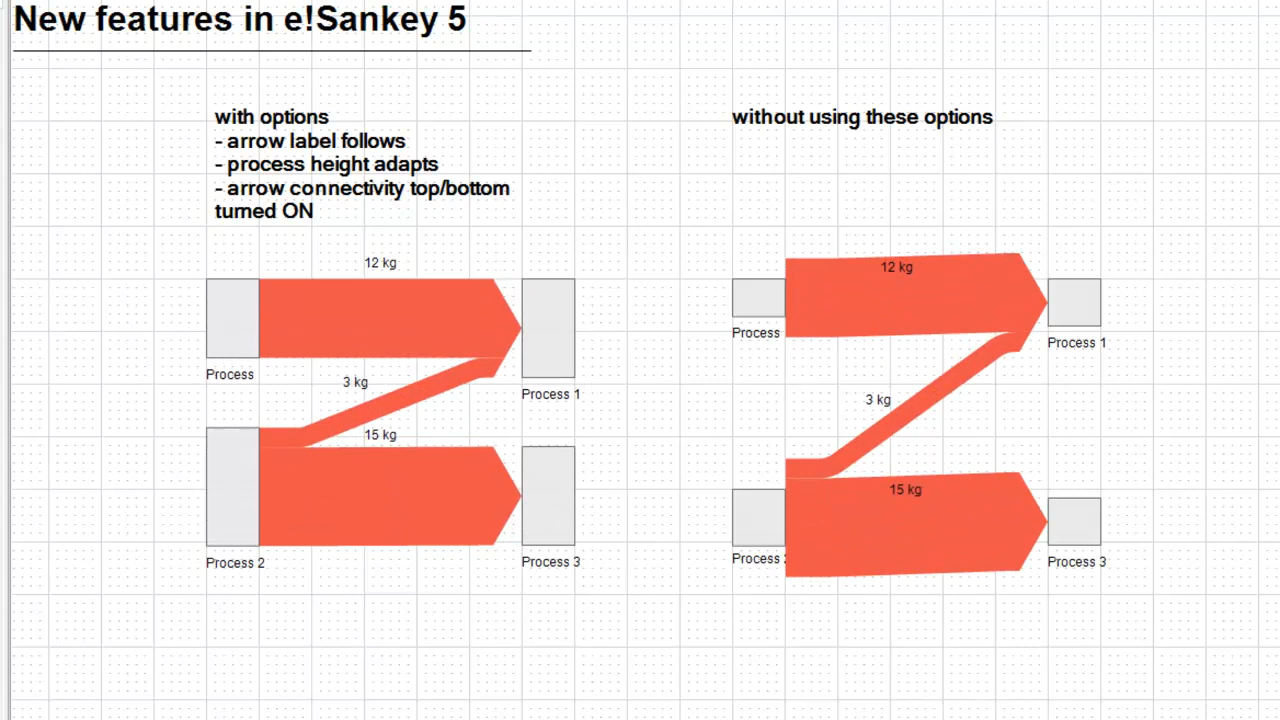 New features in e!Sankey 5
with options
- arrow label follows
- process height adapts
- arrow connectivity top/bottom
turned ON
12 kg
Process
3 kg
Process 1
15 kg
Process 2
Process 3
without using these options
12 kg
Process
Process 1
3 kg
15 kg
Process
Process 3